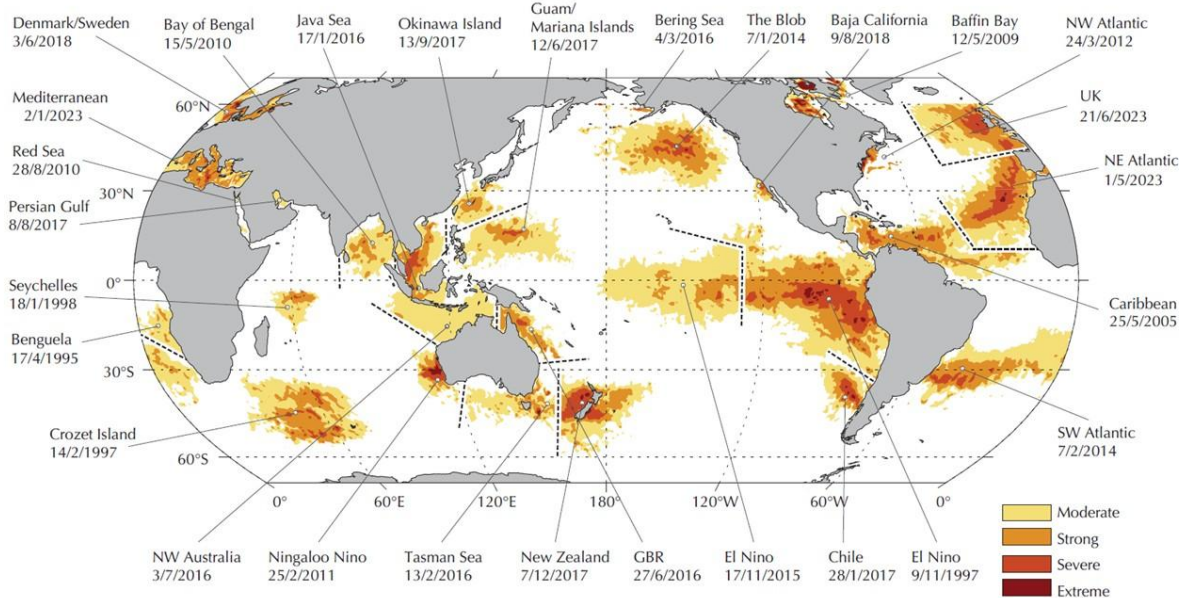 Denmark/Sweden
3/6/2018
Bay of Bengal
15/5/2010
Java Sea
17/1/2016
Okinawa Island
13/9/2017
Guam/
Mariana Islands
12/6/2017
Bering Sea
4/3/2016
The Blob
7/1/2014
Baja California
9/8/2018
Baffin Bay
12/5/2009
NW Atlantic
24/3/2012
Mediterranean
2/1/2023
Red Sea
28/8/2010
Persian Gulf
8/8/2017
Seychelles
18/1/1998
Benguela
17/4/1995
Crozet Island
14/2/1997
UK
21/6/2023
NE Atlantic
1/5/2023
Caribbean
25/5/2005
SW Atlantic
7/2/2014
60°N
30°N
0°
30°S
60°S
0°
60°E
120°E
180°
120°W
60°W
0°
NW Australia
3/7/2016
Ningaloo Nino
25/2/2011
Tasman Sea
13/2/2016
New Zealand
7/12/2017
GBR
27/6/2016
El Nino
17/11/2015
Chile
28/1/2017
El Nino
9/11/1997
Moderate
Strong
Severe
Extreme